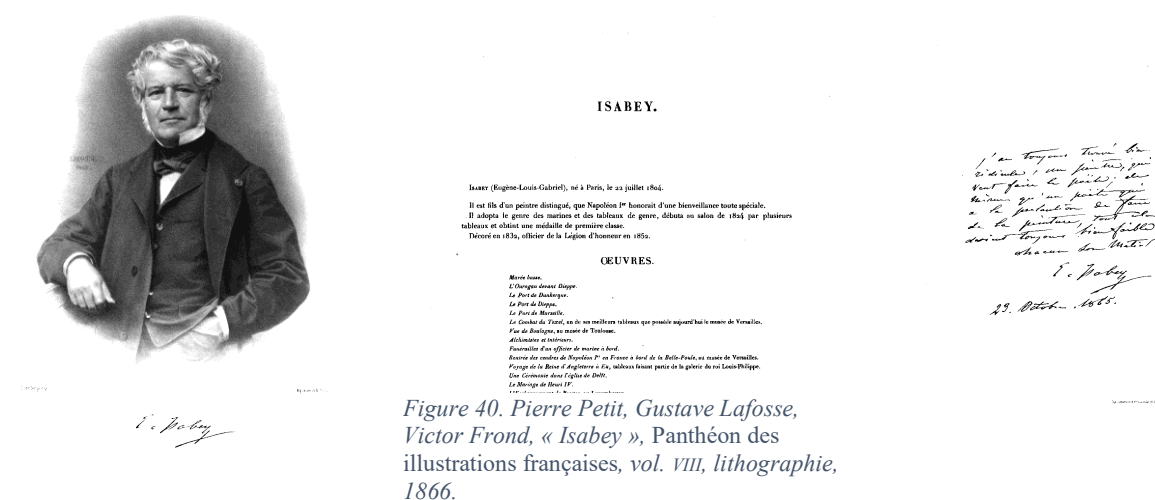 E. Isabey
ISABEY.
Isabey (Eugène-Louis-Gabriel), né à Paris, le 22 juillet 1804.
Il est fils d'un peintre distingué, que Napoléon Ier honorait d'une bienveillance toute spéciale.
Il adopta le genre des marines et des tableaux de genre, débuta au salon de 1824 par plusieurs
tableaux et obtint une médaille de première classe.
Décoré en 1832, officier de la Légion d'honneur en 1852.
ŒUVRES.
Marée basse.
L'Ouragan devant Dieppe.
Le Port de Dunkerque.
Le Port de Dieppe.
Le Port de Marseille.
Le Combat du Texel, un de ses meilleurs tableaux que possède aujourd'hui le musée de Versailles.
Vue de Boulogne, au musée de Toulouse.
Alchimistes et intérieurs.
Funérailles d'un officier de marine à bord.
Rentrée des cendres de Napoléon Ier en France à bord de la Belle-Poule, au musée de Versailles.
Voyage de la Reine d'Angleterre à Eu, tableaux faisant partie de la galerie du roi Louis-Philippe.
Une Cérémonie dans l'église de Delft.
Le Mariage de Henri IV.
Figure 40. Pierre Petit, Gustave Lafosse,
Victor Frond, « Isabey », Panthéon des
illustrations françaises, vol. VIII, lithographie,
1866.
j'ai toujours trouvé bien
ridicule, un peintre, qui
veut faire le poète; de
même qu'un poète qui
a la prétention de faire
de la peinture, tout cela
devient toujours bien faible
chacun son métier
E. Isabey
23. Octobre 1865.